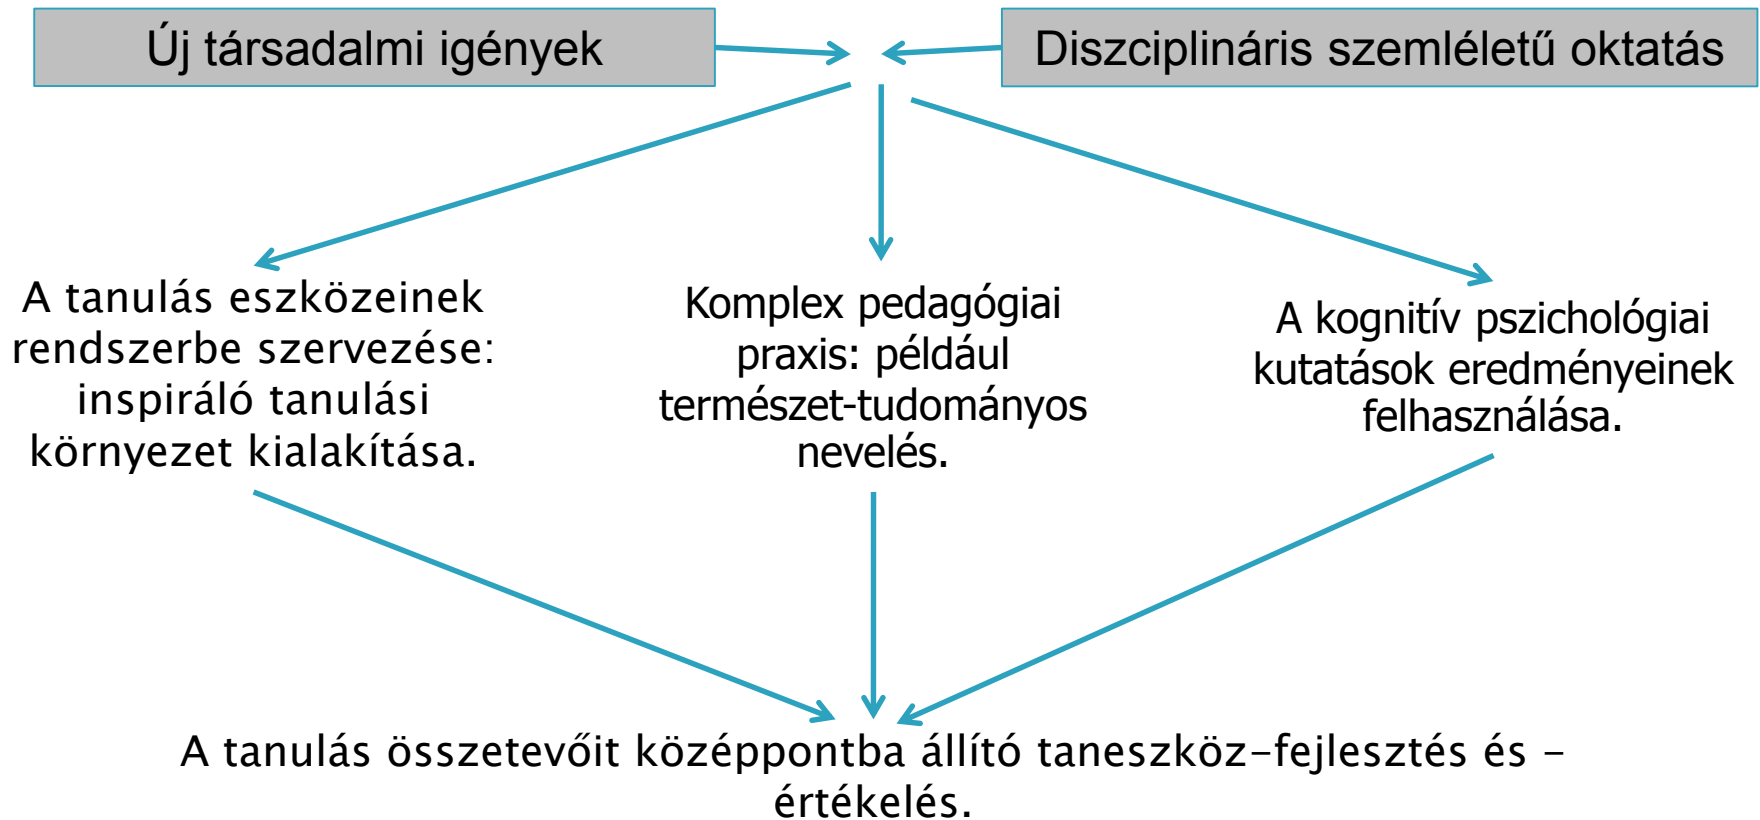 Új társadalmi igények
Diszciplináris szemléletű oktatás
A tanulás eszközeinek
rendszerbe szervezése:
inspiráló tanulási
környezet kialakítása.
Komplex pedagógiai
praxis: például
természet-tudományos
nevelés.
A kognitív pszichológiai
kutatások eredményeinek
felhasználása.
A tanulás összetevőit középpontba állító taneszköz-fejlesztés és -
értékelés.